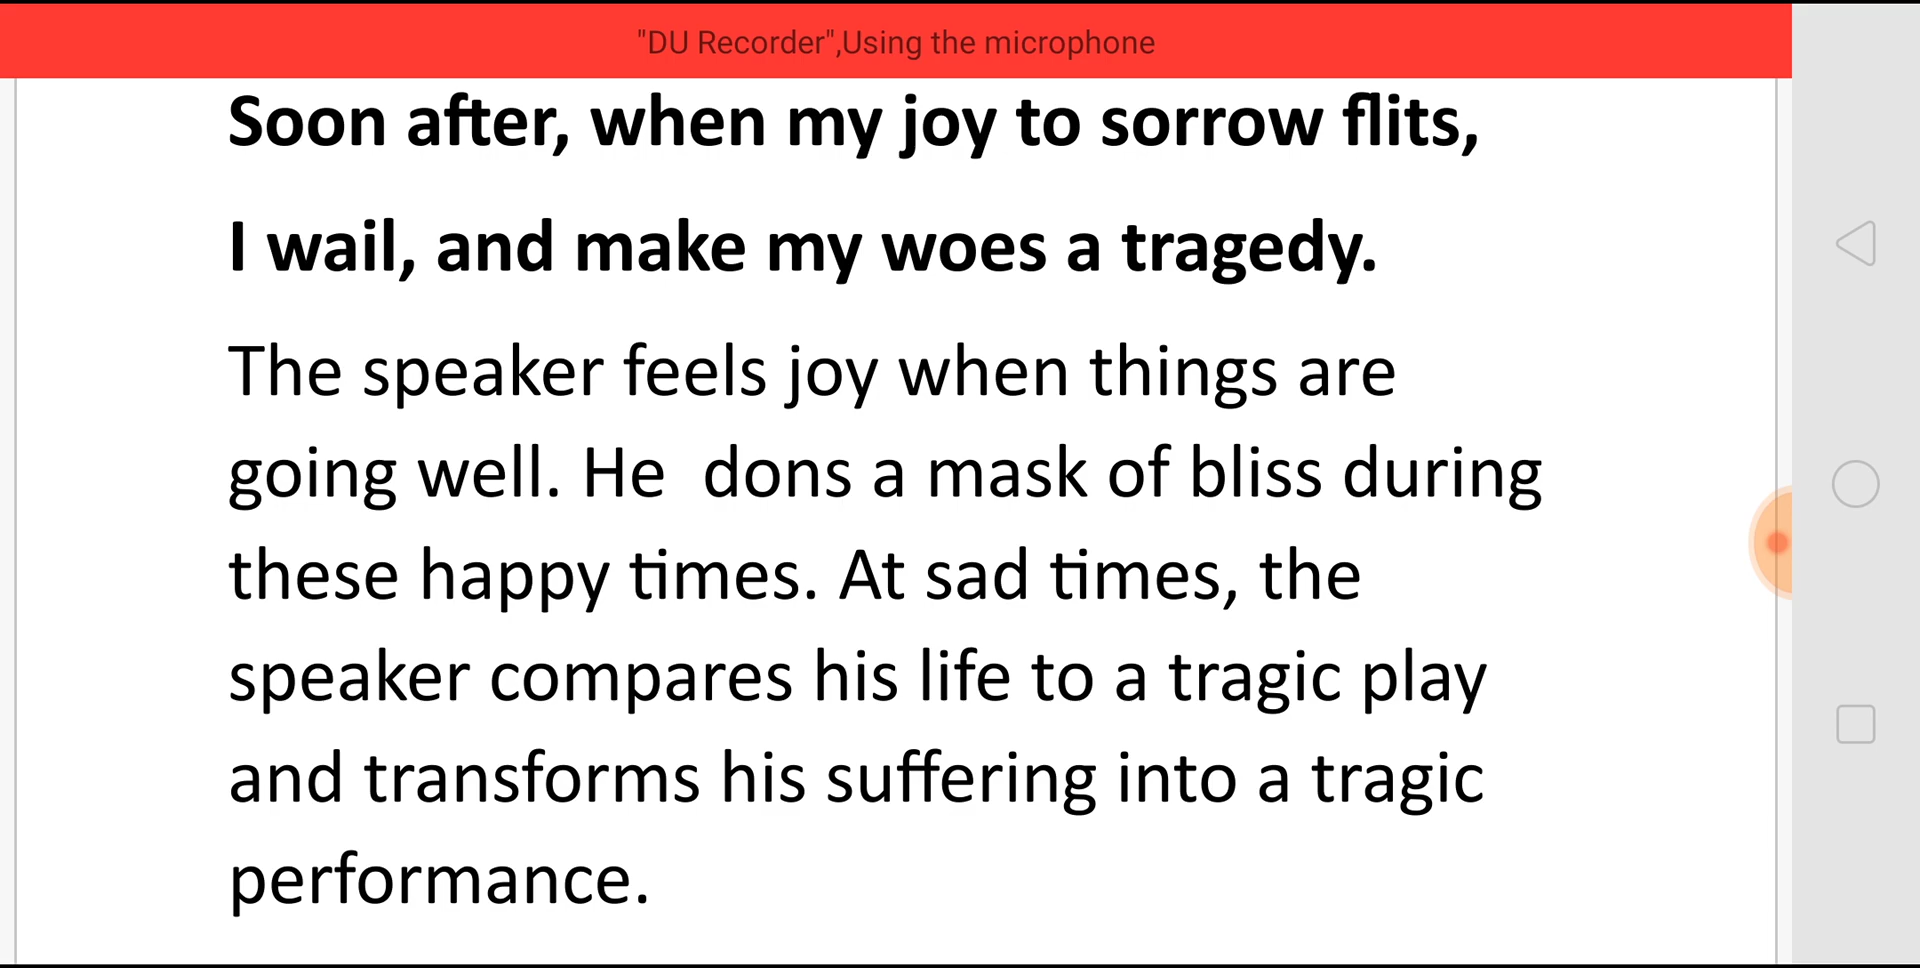 "DU Recorder",Using the microphone
Soon after, when my joy to sorrow flits,
I wail, and make my woes a tragedy.
The speaker feels joy when things are
going well. He  dons a mask of bliss during
these happy times. At sad times, the
speaker compares his life to a tragic play
and transforms his suffering into a tragic
performance.